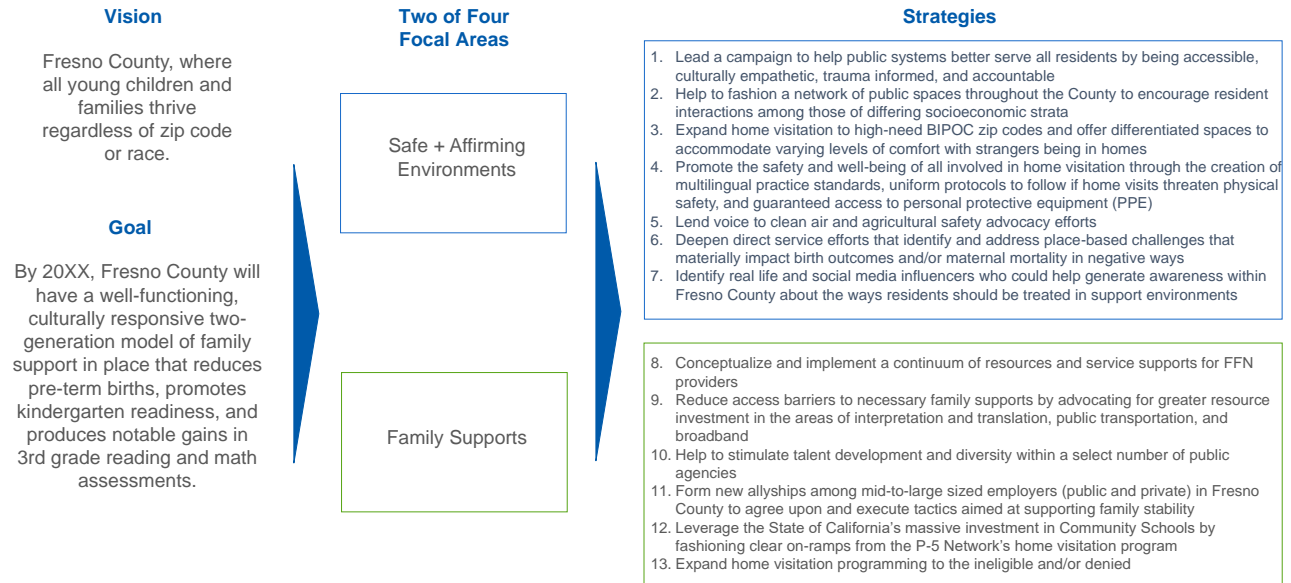 Vision
Fresno County, where
all young children and
families thrive
regardless of zip code
or race.
Goal
By 20XX, Fresno County will
have a well-functioning,
culturally responsive two-
generation model of family
support in place that reduces
pre-term births, promotes
kindergarten readiness, and
produces notable gains in
3rd grade reading and math
assessments.
Two of Four
Focal Areas
Safe + Affirming
Environments
Family Supports
Strategies
1. Lead a campaign to help public systems better serve all residents by being accessible,
culturally empathetic, trauma informed, and accountable
2. Help to fashion a network of public spaces throughout the County to encourage resident
interactions among those of differing socioeconomic strata
3. Expand home visitation to high-need BIPOC zip codes and offer differentiated spaces to
accommodate varying levels of comfort with strangers being in homes
4. Promote the safety and well-being of all involved in home visitation through the creation of
multilingual practice standards, uniform protocols to follow if home visits threaten physical
safety, and guaranteed access to personal protective equipment (PPE)
5. Lend voice to clean air and agricultural safety advocacy efforts
6. Deepen direct service efforts that identify and address place-based challenges that
materially impact birth outcomes and/or maternal mortality in negative ways
7. Identify real life and social media influencers who could help generate awareness within
Fresno County about the ways residents should be treated in support environments
8. Conceptualize and implement a continuum of resources and service supports for FFN
providers
9. Reduce access barriers to necessary family supports by advocating for greater resource
investment in the areas of interpretation and translation, public transportation, and
broadband
10. Help to stimulate talent development and diversity within a select number of public
agencies
11. Form new allyships among mid-to-large sized employers (public and private) in Fresno
County to agree upon and execute tactics aimed at supporting family stability
12. Leverage the State of California's massive investment in Community Schools by
fashioning clear on-ramps from the P-5 Network's home visitation program
13. Expand home visitation programming to the ineligible and/or denied